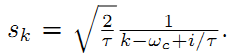 $s_k = \sqrt{\frac{2}{\tau}} \frac{1}{k - \omega_c + i/\tau}.$